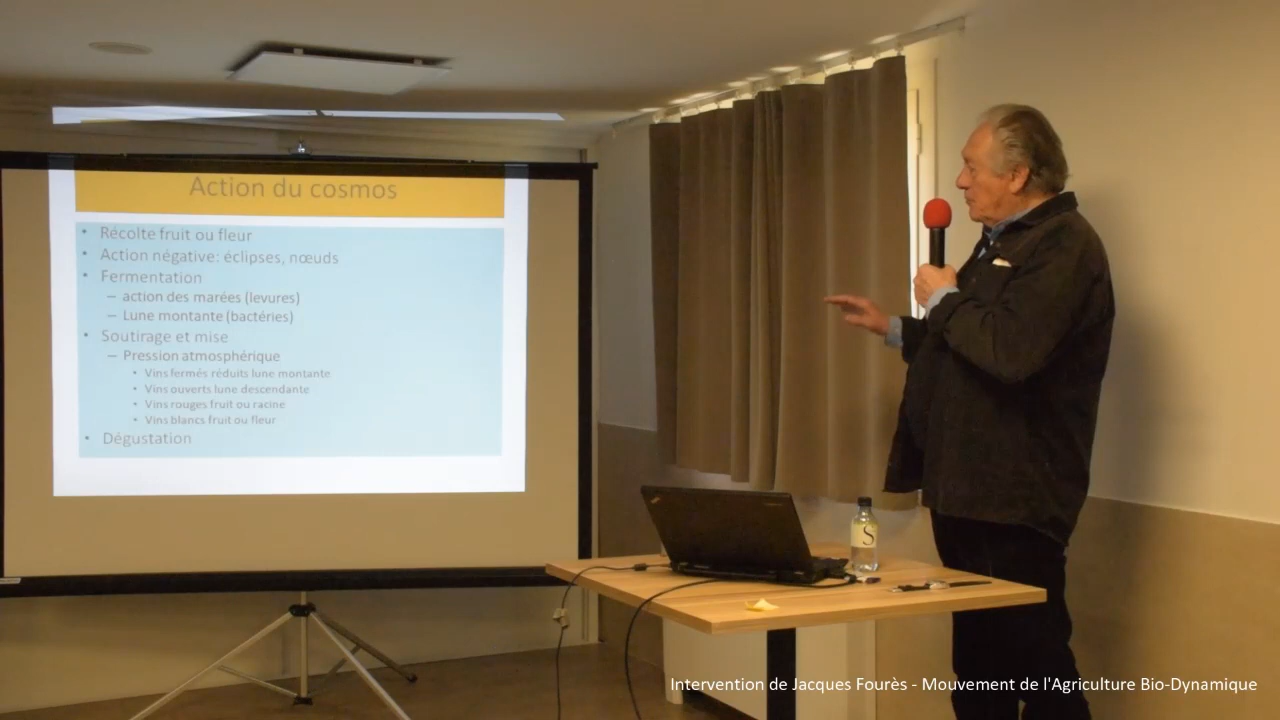 Action du cosmos
• Récolte fruit ou fleur
• Action négative: éclipses, nœuds
• Fermentation
– action des marées (levures)
– Lune montante (bactéries)
• Soutirage et mise
– Pression atmosphérique
• Vins fermés réduits lune montante
• Vins ouverts lune descendante
• Vins rouges fruit ou racine
• Vins blancs fruit ou fleur
• Dégustation
S
Intervention de Jacques Fourès - Mouvement de l'Agriculture Bio-Dynamique